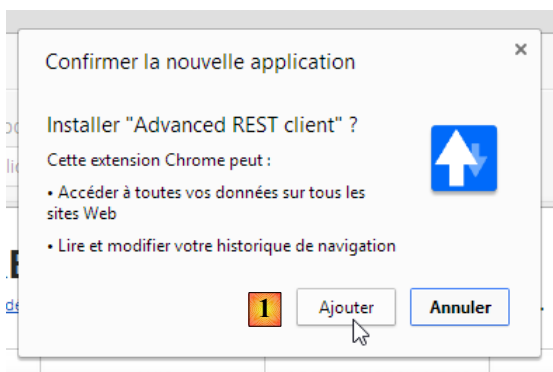 Confirmer la nouvelle application
×
Installer "Advanced REST client" ?
Cette extension Chrome peut :
• Accéder à toutes vos données sur tous les
sites Web
• Lire et modifier votre historique de navigation
1 Ajouter Annuler